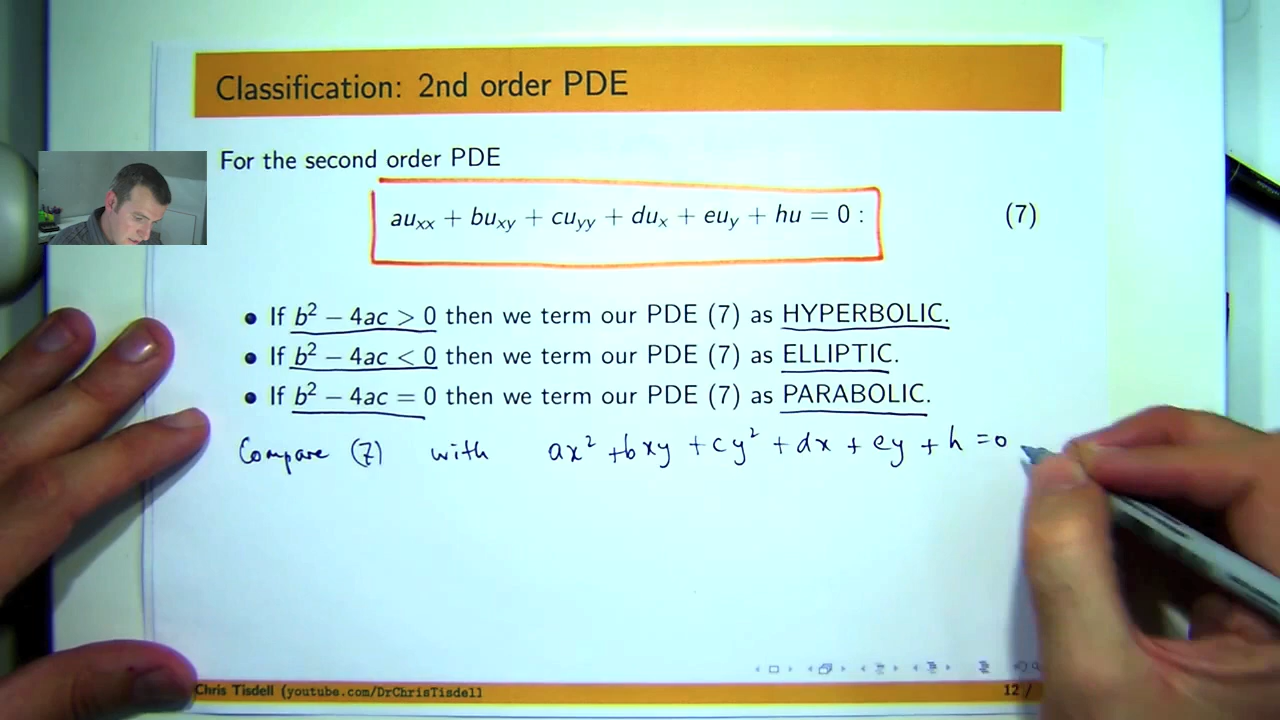 Classification: 2nd order PDE
For the second order PDE
au_xx + bu_xy + cu_yy + du_x + eu_y + hu = 0 : (7)
• If b² − 4ac > 0 then we term our PDE (7) as HYPERBOLIC.
• If b² − 4ac < 0 then we term our PDE (7) as ELLIPTIC.
• If b² − 4ac = 0 then we term our PDE (7) as PARABOLIC.
Compare (7) with ax² + bxy + cy² + dx + ey + h = 0
Chris Tisdell (youtube.com/DrChrisTisdell 12 /